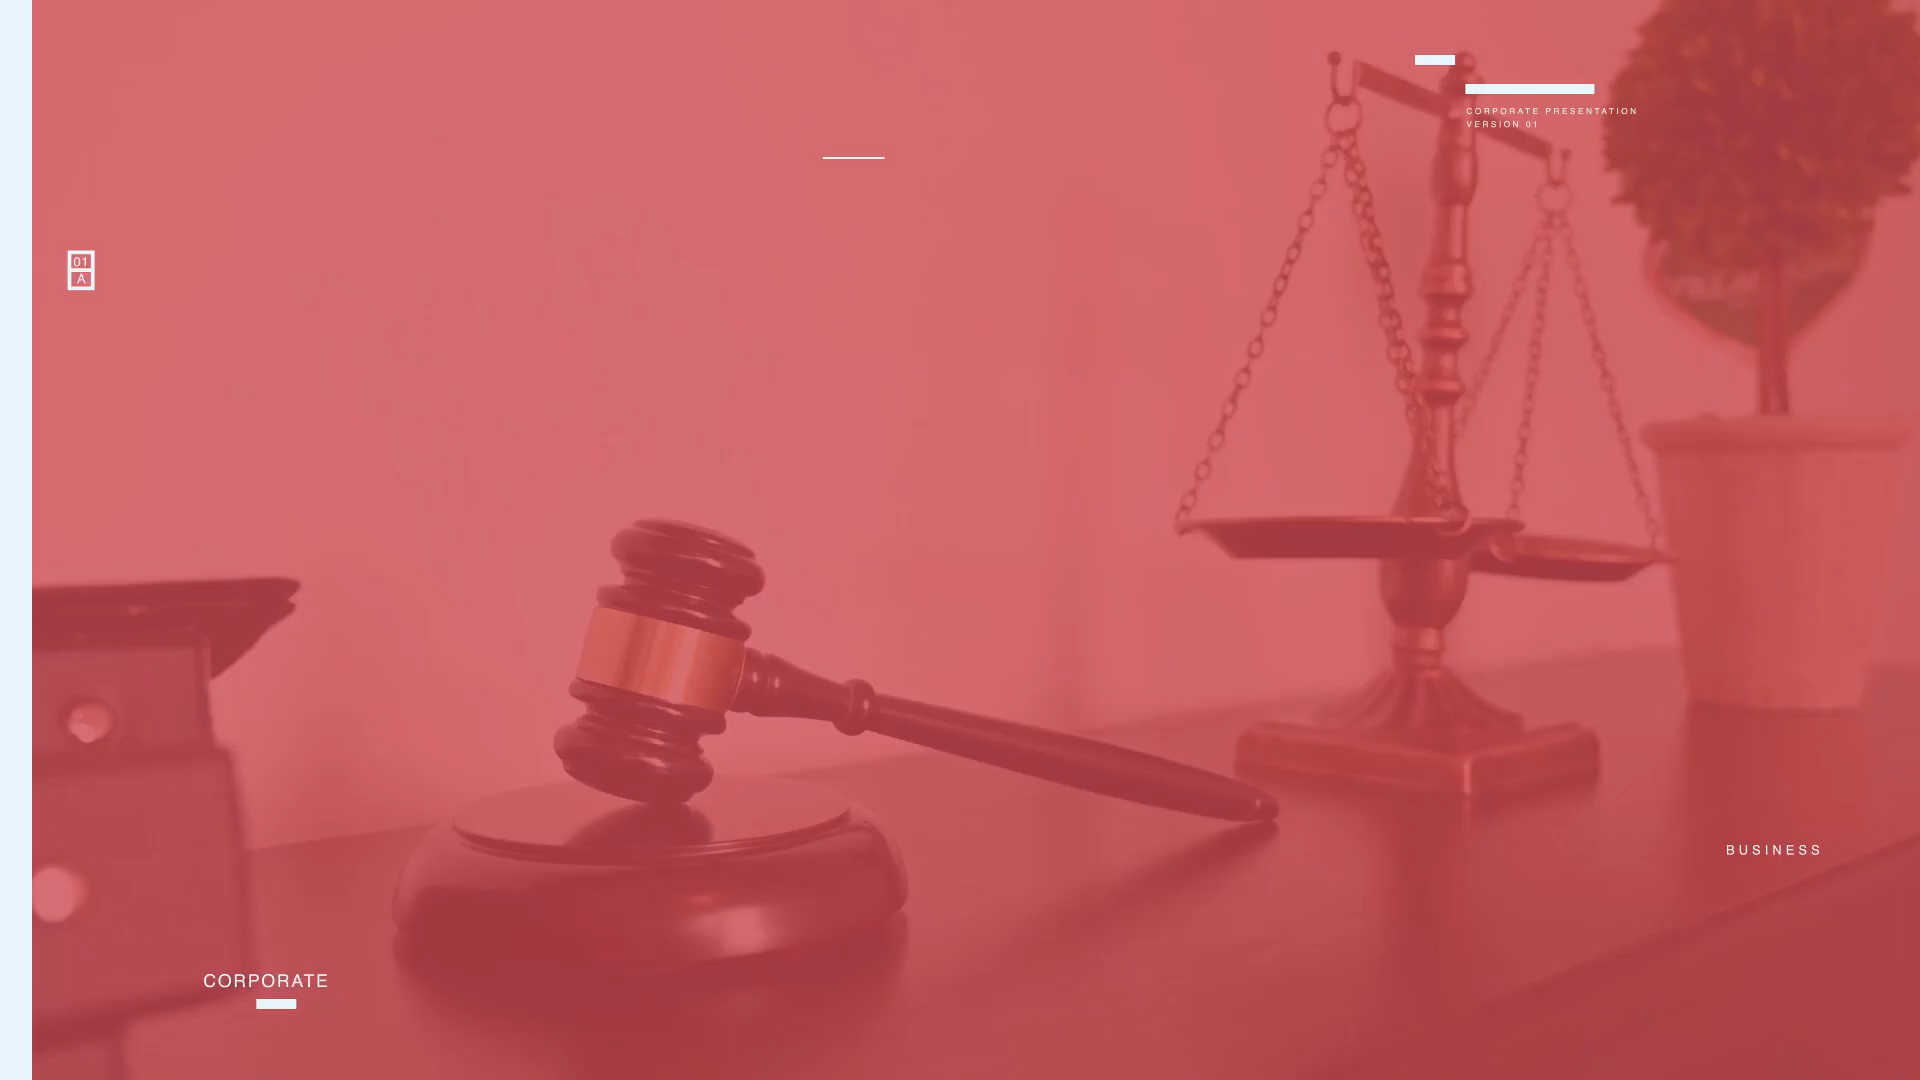 CORPORATE PRESENTATION
VERSION 01
01
A
BUSINESS
CORPORATE